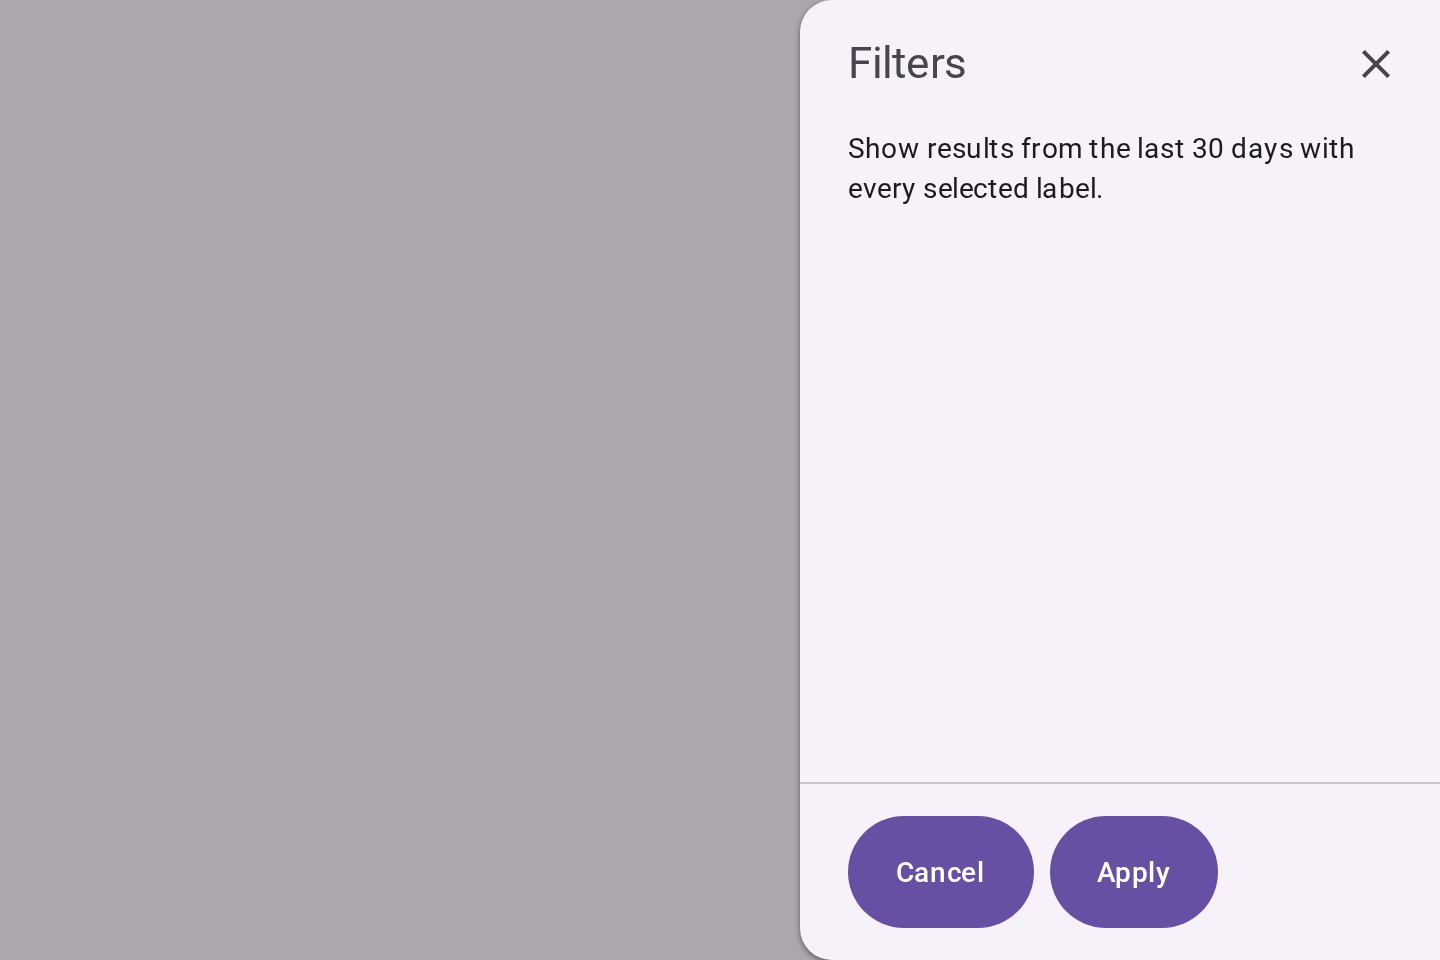 Filters
Show results from the last 30 days with
every selected label.
Cancel
Apply